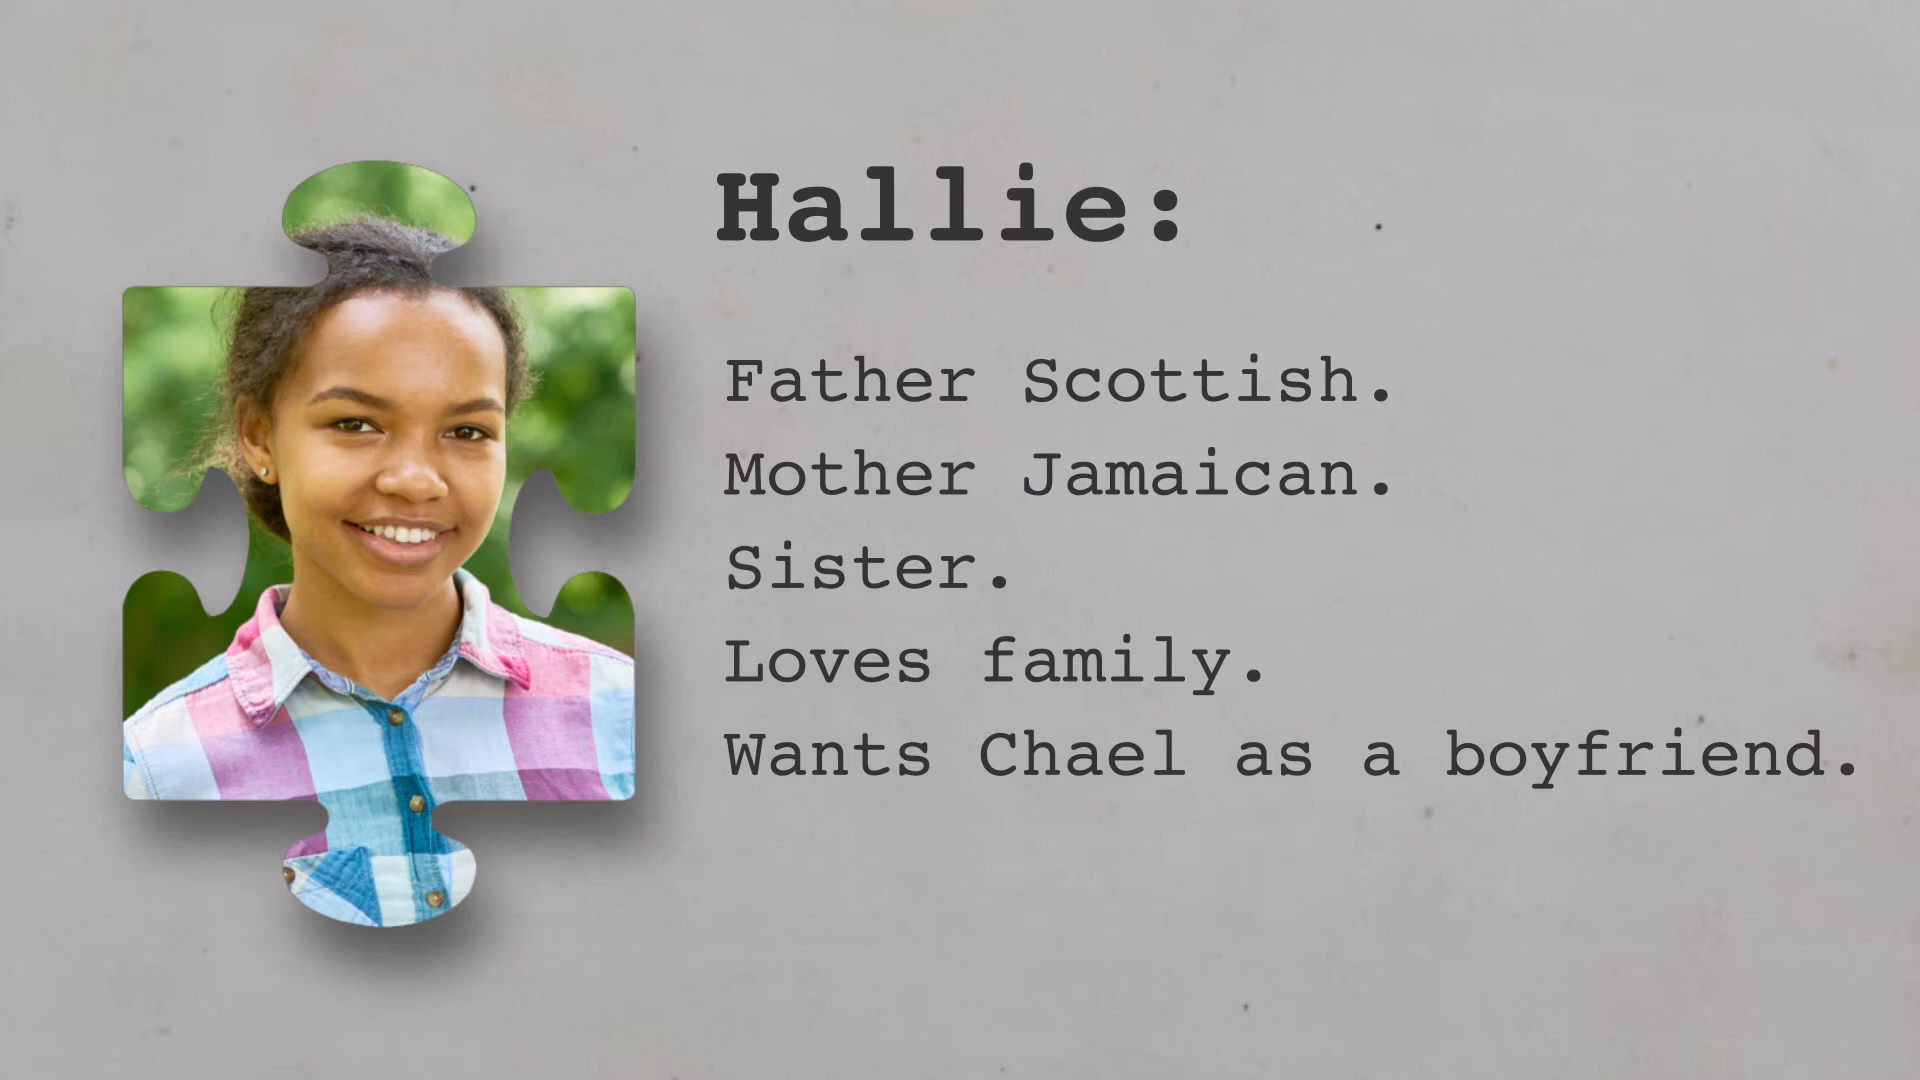 Hallie:
Father Scottish.
Mother Jamaican.
Sister.
Loves family.
Wants Chael as a boyfriend.